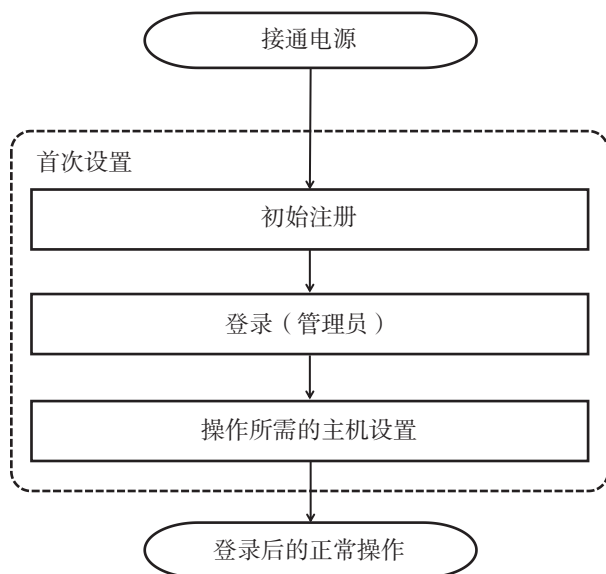 接通电源
首次设置
初始注册
登录（管理员）
操作所需的主机设置
登录后的正常操作